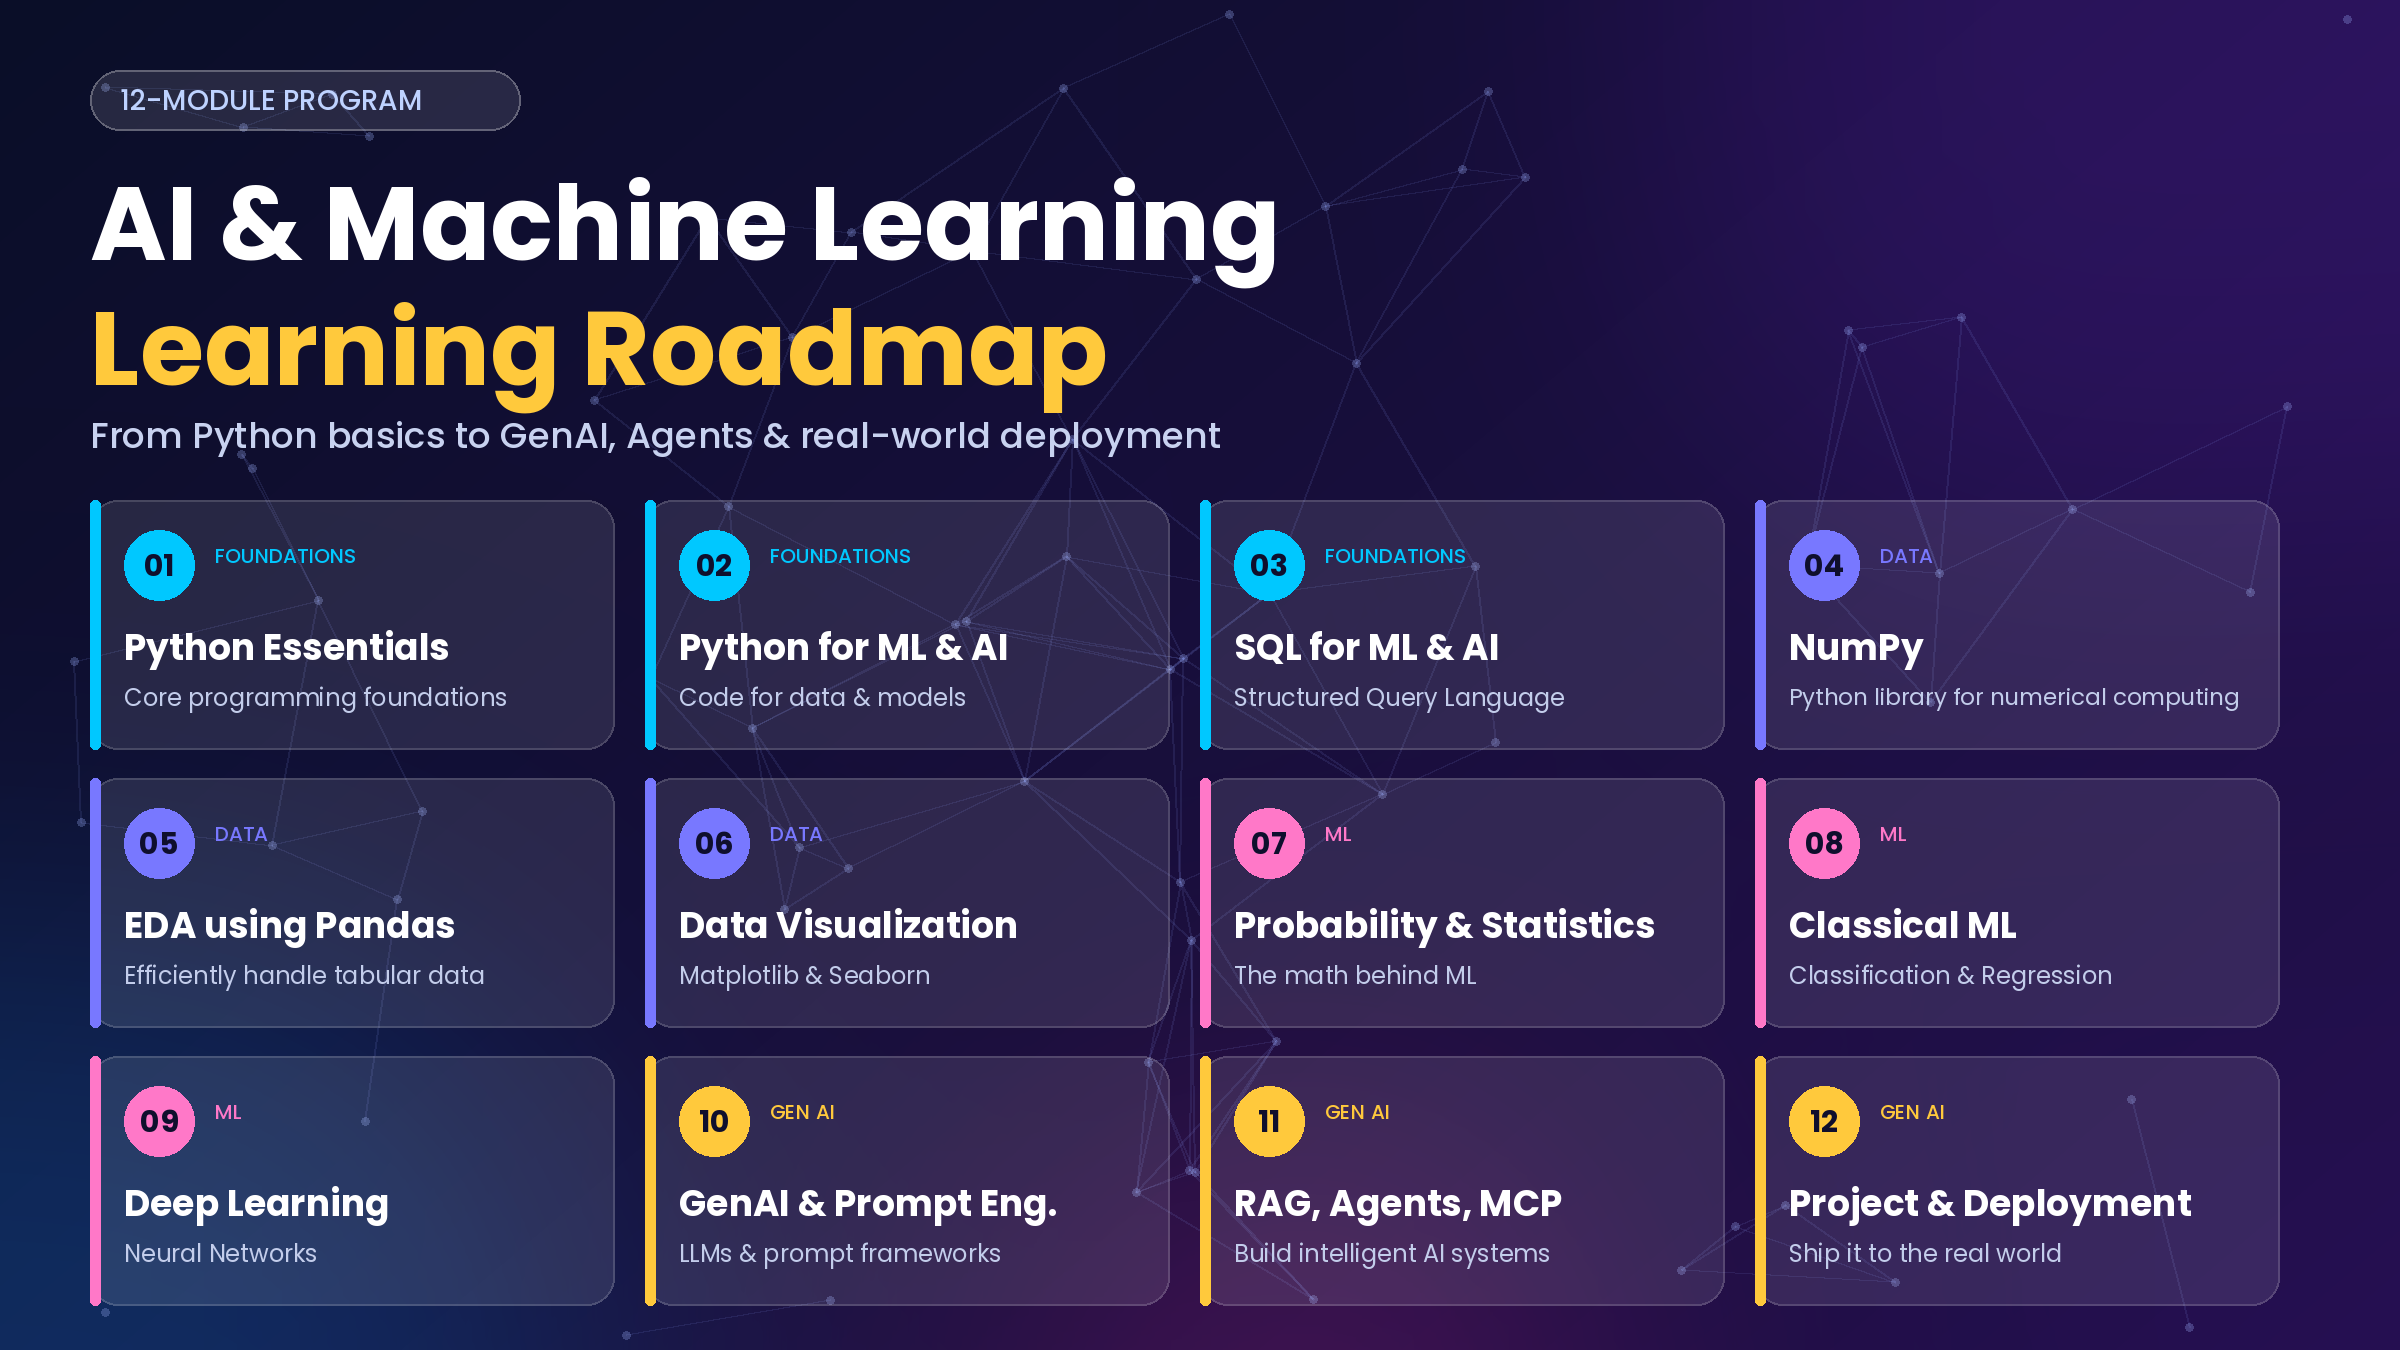 12-MODULE PROGRAM
AI & Machine Learning
Learning Roadmap
From Python basics to GenAI, Agents & real-world deployment
01 FOUNDATIONS
Python Essentials
Core programming foundations
02 FOUNDATIONS
Python for ML & AI
Code for data & models
03 FOUNDATIONS
SQL for ML & AI
Structured Query Language
04 DATA
NumPy
Python library for numerical computing
05 DATA
EDA using Pandas
Efficiently handle tabular data
06 DATA
Data Visualization
Matplotlib & Seaborn
07 ML
Probability & Statistics
The math behind ML
08 ML
Classical ML
Classification & Regression
09 ML
Deep Learning
Neural Networks
10 GEN AI
GenAI & Prompt Eng.
LLMs & prompt frameworks
11 GEN AI
RAG, Agents, MCP
Build intelligent AI systems
12 GEN AI
Project & Deployment
Ship it to the real world